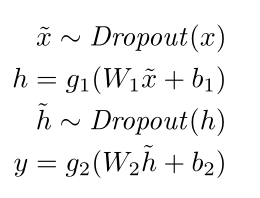 x̃ ∼ Dropout(x)
h = g₁(W₁x̃ + b₁)
h̃ ∼ Dropout(h)
y = g₂(W₂h̃ + b₂)